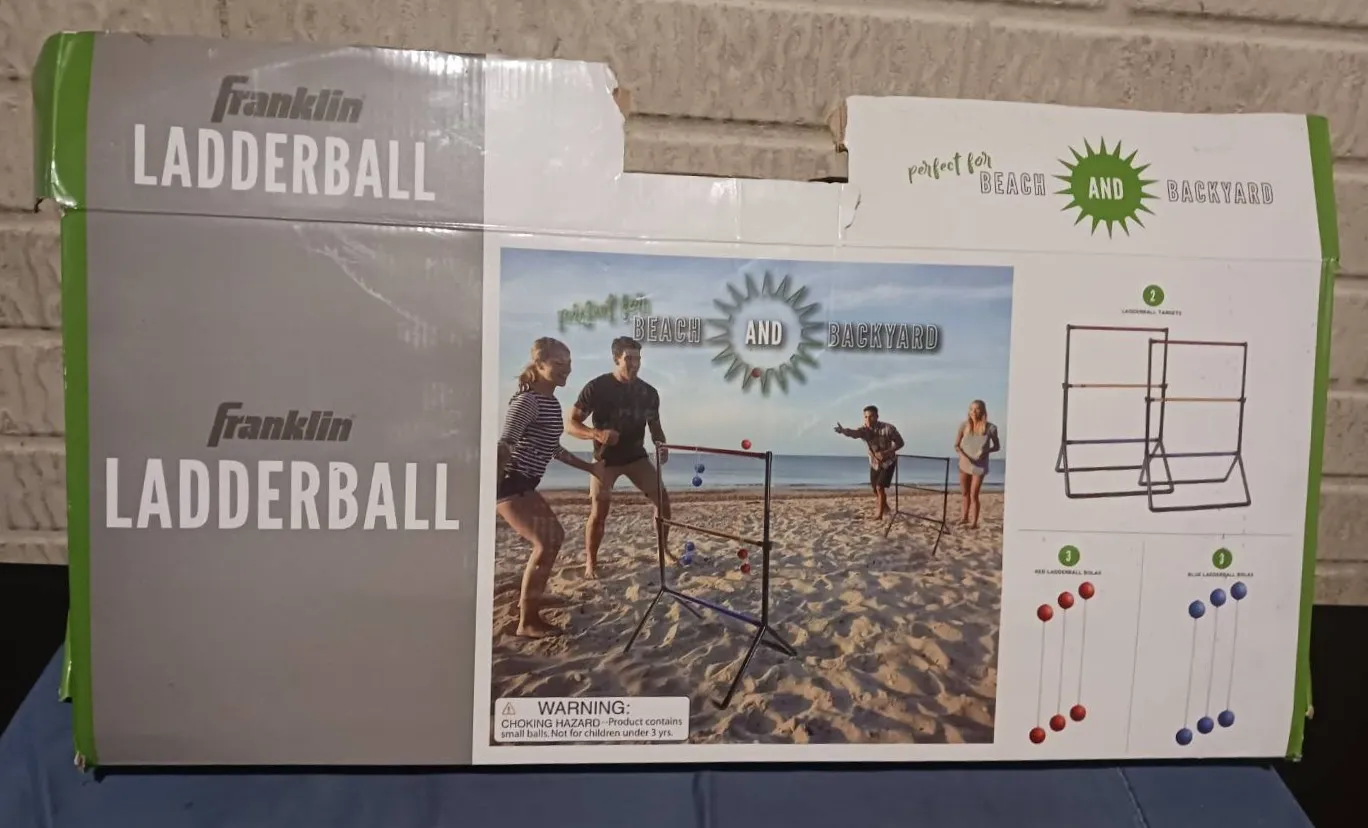 franklin
LADDERBALL
perfect for
BEACH AND BACKYARD
franklin
LADDERBALL
perfect for
BEACH AND BACKYARD
WARNING:
CHOKING HAZARD--Product contains
small balls. Not for children under 3 yrs.
2
LADDERBALL TARGETS
3
RED LADDERBALL BOLAS
3
BLUE LADDERBALL BOLAS